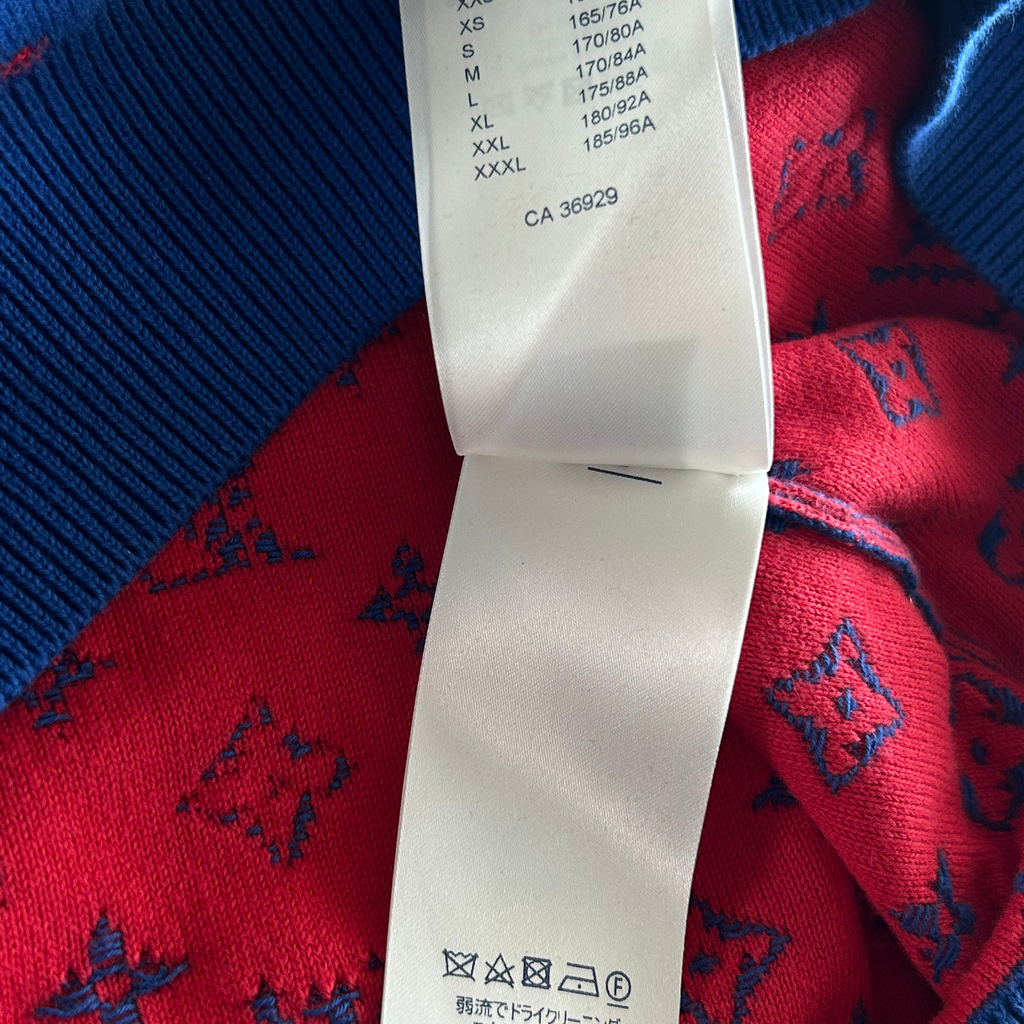 XS 165/76A
S 170/80A
M 170/84A
L 175/88A
XL 180/92A
XXL 185/96A
XXXL
CA 36929
F
弱流でドライクリーニング